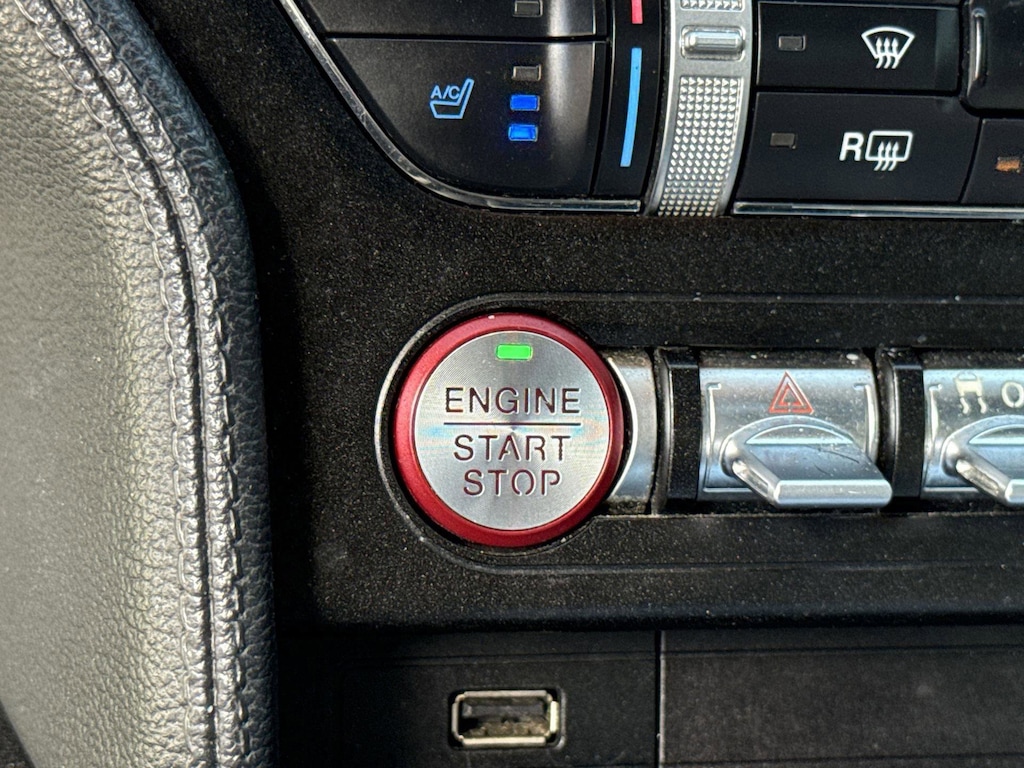 A/C
R
ENGINE
START
STOP